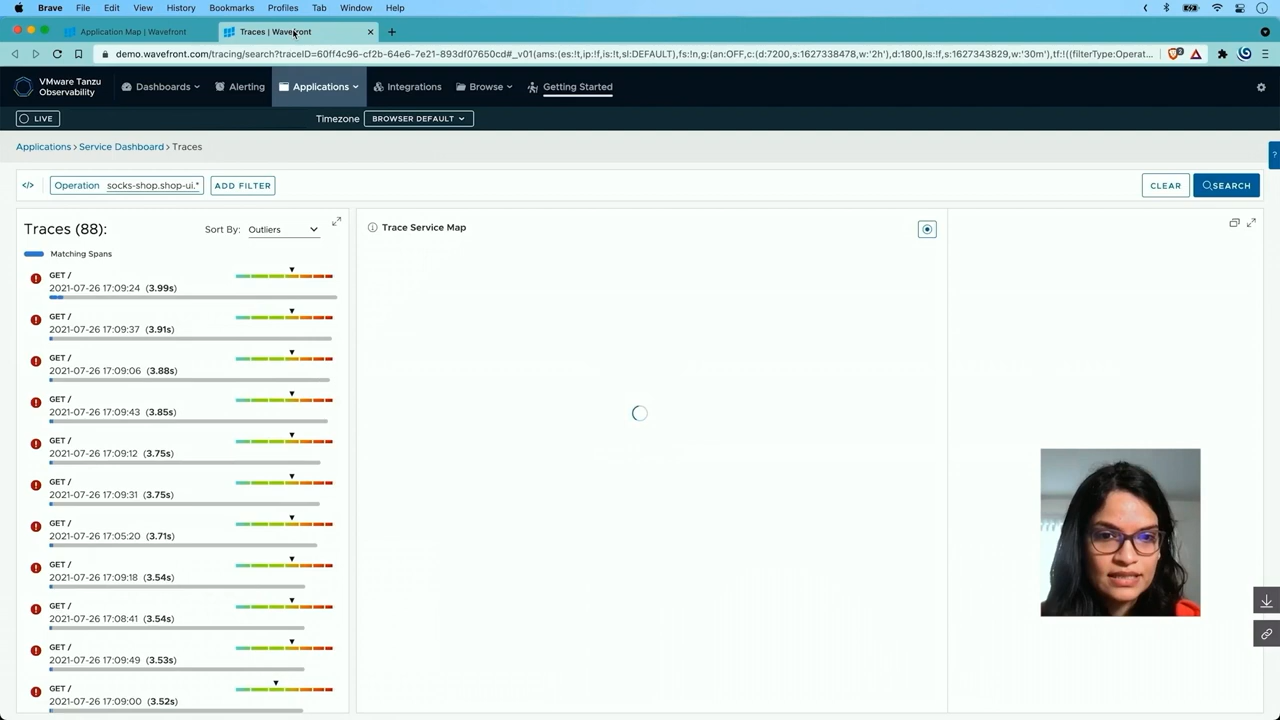 Brave File Edit View History Bookmarks Profiles Tab Window Help
Application Map | Wavefront
Traces | Wavefront
demo.wavefront.com/tracing/search?traceID=60ff4c96-cf2b-64e6-7e21-893df07650cd#_v01(ams:(es:!t,ip:!f,is:!t,sl:DEFAULT),fs:!n,g:(an:OFF,c:(d:7200,s:1627338478,w:'2h'),d:1800,ls:!f,s:1627343829,w:'30m'),tf:!((filterType:Operat...
VMware Tanzu
Observability
Dashboards Alerting Applications Integrations Browse Getting Started
LIVE
Timezone BROWSER DEFAULT
Applications > Service Dashboard > Traces
?
</> Operation socks-shop.shop-ui.* ADD FILTER
CLEAR SEARCH
Traces (88):
Sort By: Outliers
Matching Spans
GET /
2021-07-26 17:09:24 (3.99s)
GET /
2021-07-26 17:09:37 (3.91s)
GET /
2021-07-26 17:09:06 (3.88s)
GET /
2021-07-26 17:09:43 (3.85s)
GET /
2021-07-26 17:09:12 (3.75s)
GET /
2021-07-26 17:09:31 (3.75s)
GET /
2021-07-26 17:05:20 (3.71s)
GET /
2021-07-26 17:09:18 (3.54s)
GET /
2021-07-26 17:08:41 (3.54s)
GET /
2021-07-26 17:09:49 (3.53s)
GET /
2021-07-26 17:09:00 (3.52s)
Trace Service Map